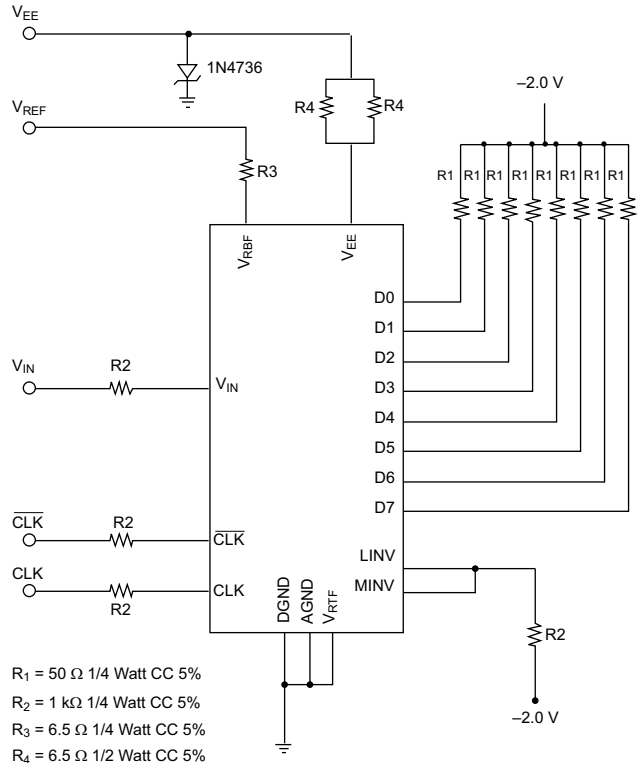 VEE
1N4736
R4 R4
–2.0 V
VREF
R3
R1 R1 R1 R1 R1 R1 R1 R1
VRBF
VEE
D0
D1
D2
D3
D4
D5
D6
D7
VIN
R2
VIN
CLK
R2
CLK
CLK
R2
CLK
LINV
MINV
DGND
AGND
VRTF
R2
–2.0 V
R1 = 50 Ω 1/4 Watt CC 5%
R2 = 1 kΩ 1/4 Watt CC 5%
R3 = 6.5 Ω 1/4 Watt CC 5%
R4 = 6.5 Ω 1/2 Watt CC 5%